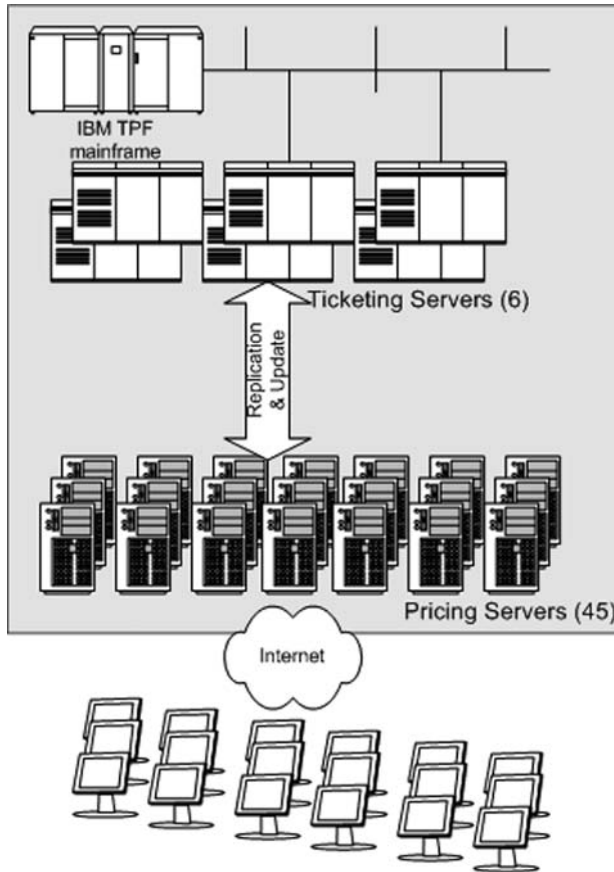 IBM TPF
mainframe
Ticketing Servers (6)
Replication
& Update
Pricing Servers (45)
Internet